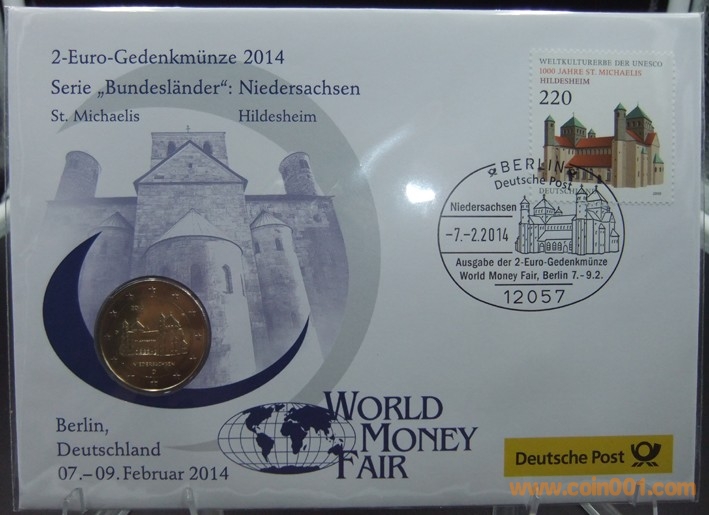 2-Euro-Gedenkmünze 2014
Serie „Bundesländer“: Niedersachsen
St. Michaelis Hildesheim
WELTKULTURERBE DER UNESCO
1000 JAHRE ST. MICHAELIS
HILDESHEIM
220
DEUTSCHLAND
BERLIN
Deutsche Post
Niedersachsen
–7.-2.2014
Ausgabe der 2-Euro-Gedenkmünze
World Money Fair, Berlin 7.-9.2.
12057
NIEDERSACHSEN
D
WORLD
MONEY
FAIR
Berlin,
Deutschland
07.–09. Februar 2014
Deutsche Post
www.coin001.com